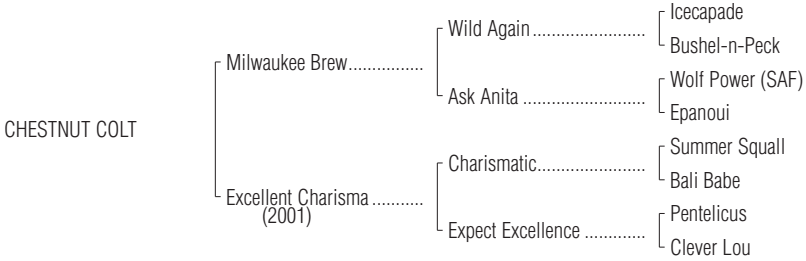 Icecapade
Wild Again.......................
Bushel-n-Peck
Milwaukee Brew...............
Wolf Power (SAF)
Ask Anita .........................
Epanoui
CHESTNUT COLT
Summer Squall
Charismatic......................
Bali Babe
Excellent Charisma ...........
(2001)
Pentelicus
Expect Excellence .............
Clever Lou